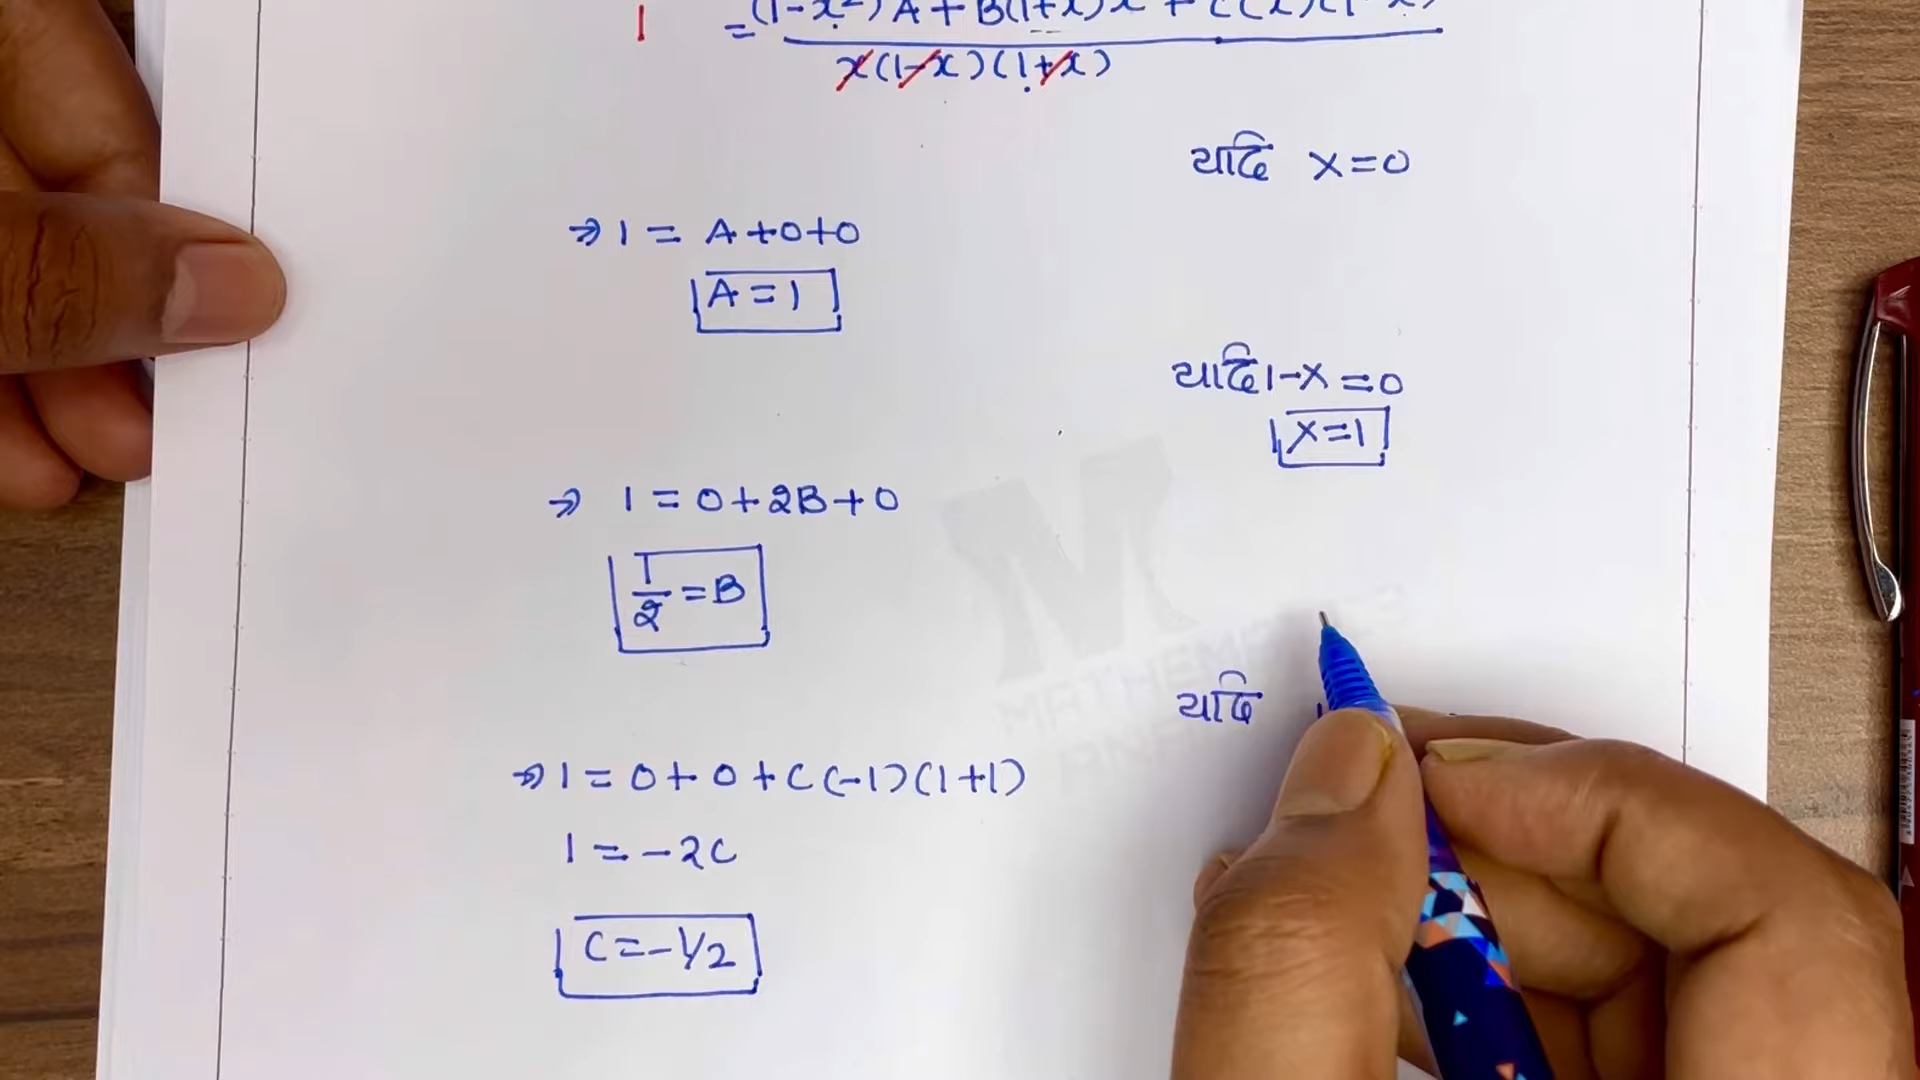 1 = (1-x²)A + B(1+x)x + C(x)(1-x)
x(1-x)(1+x)
यदि x=0
⇒ 1 = A+0+0
A=1
यदि 1-x=0
x=1
⇒ 1 = 0+2B+0
1/2 = B
यदि
⇒ 1 = 0+0+C(-1)(1+1)
1 = -2C
C=-1/2